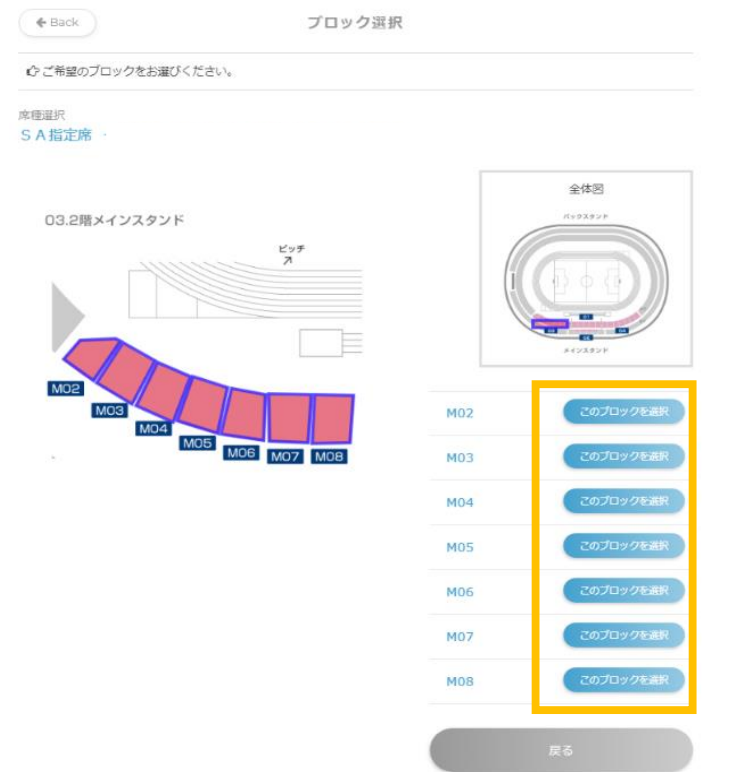 Back
ブロック選択
ご希望のブロックをお選びください。
席種選択
SA指定席
03.2階メインスタンド
ピッチ
M02
M03
M04
M05
M06
M07
M08
全体図
バックスタンド
01
03
04
メインスタンド
M02 このブロックを選択
M03 このブロックを選択
M04 このブロックを選択
M05 このブロックを選択
M06 このブロックを選択
M07 このブロックを選択
M08 このブロックを選択
戻る